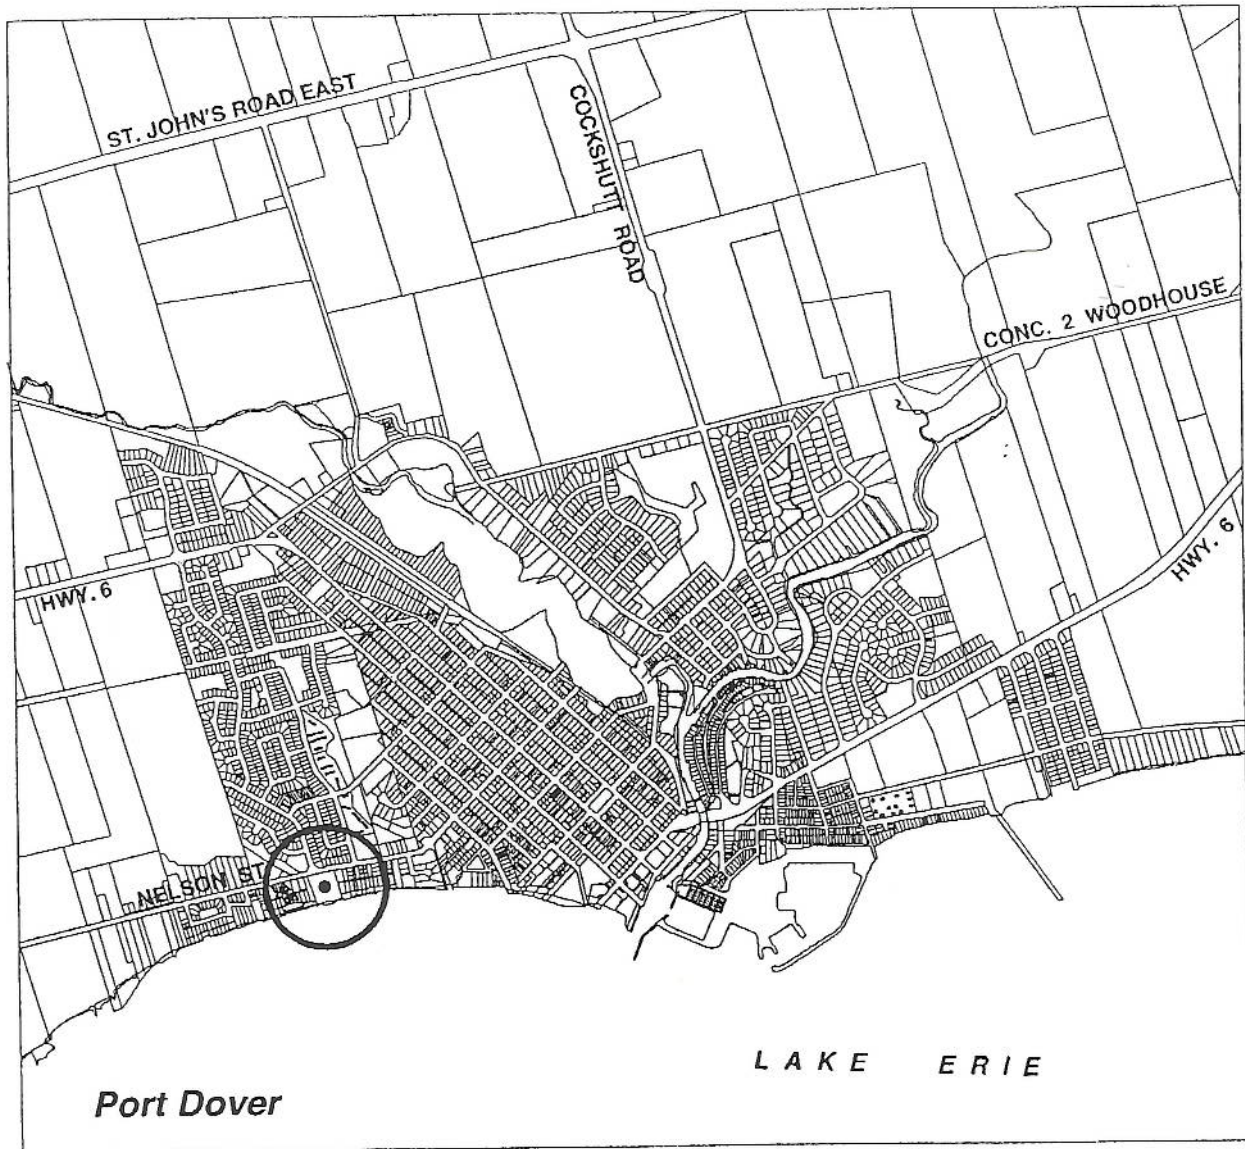 ST. JOHN'S ROAD EAST
COCKSHUTT ROAD
CONC. 2 WOODHOUSE
HWY. 6
HWY. 6
NELSON ST
LAKE ERIE
Port Dover